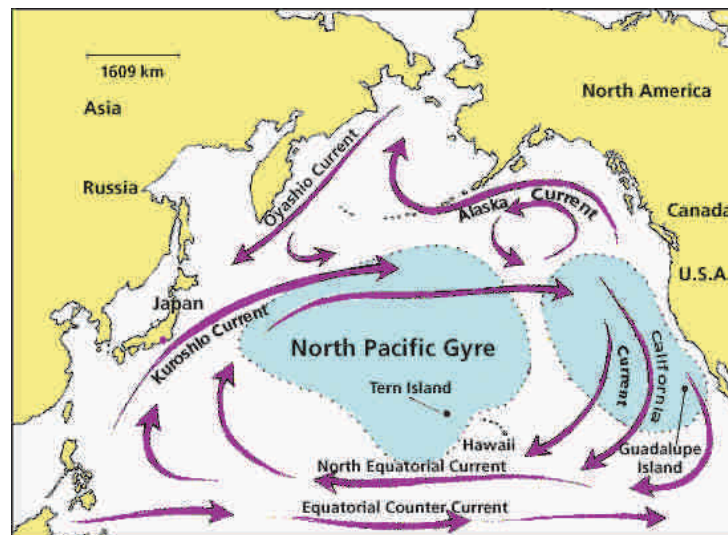 1609 km
Asia
North America
Russia
Oyashio Current
Alaska Current
Canada
U.S.A.
Japan
Kuroshio Current
North Pacific Gyre
California Current
Tern Island
Hawaii
Guadalupe
Island
North Equatorial Current
Equatorial Counter Current